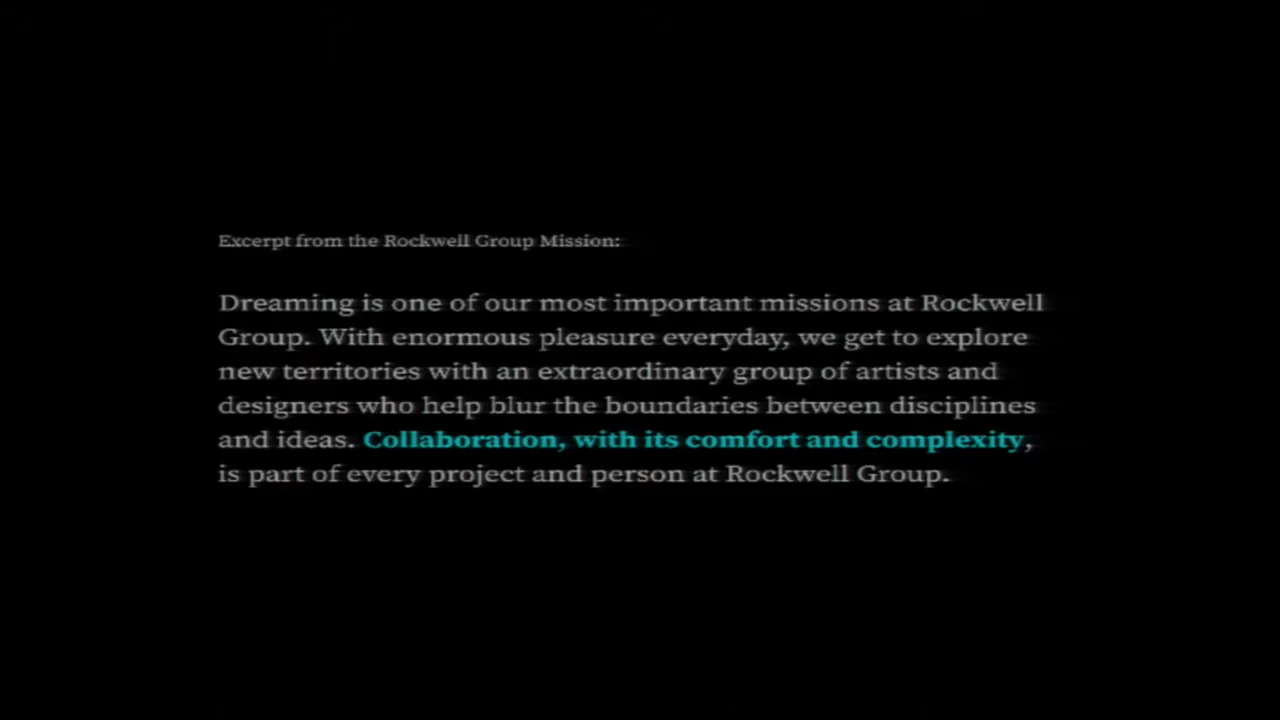 Excerpt from the Rockwell Group Mission:
Dreaming is one of our most important missions at Rockwell
Group. With enormous pleasure everyday, we get to explore
new territories with an extraordinary group of artists and
designers who help blur the boundaries between disciplines
and ideas. Collaboration, with its comfort and complexity,
is part of every project and person at Rockwell Group.